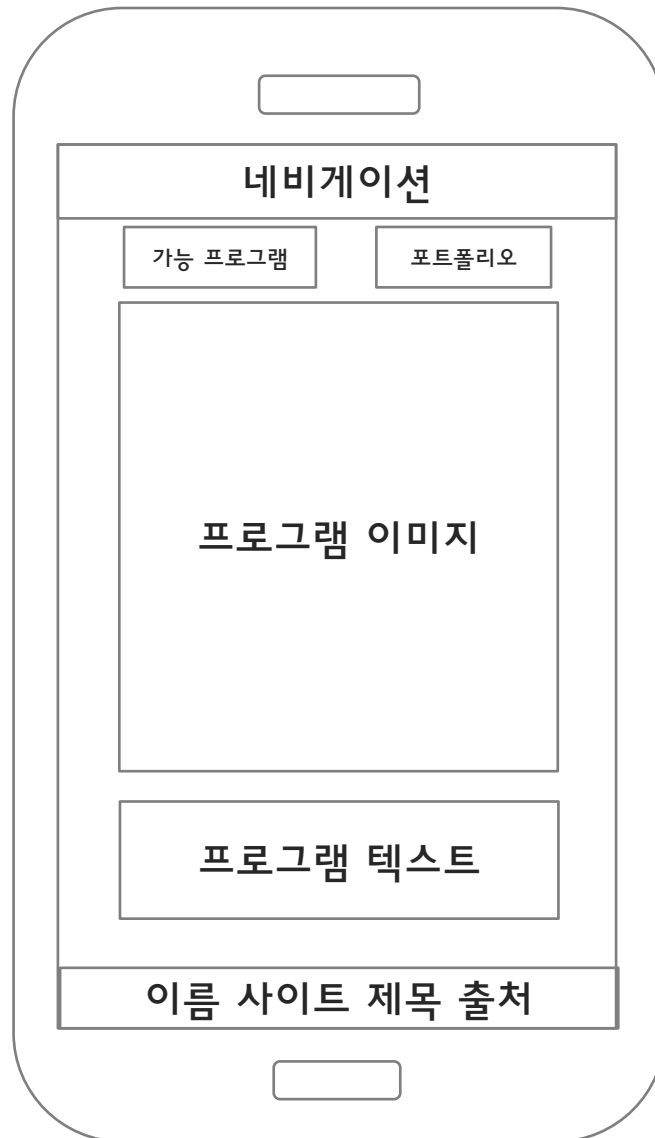 네비게이션
가능 프로그램
포트폴리오
프로그램 이미지
프로그램 텍스트
이름 사이트 제목 출처